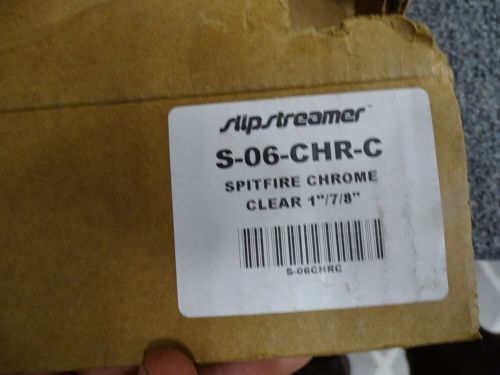 slipstreamer™
S-06-CHR-C
SPITFIRE CHROME
CLEAR 1"/7/8"
S-06CHRC